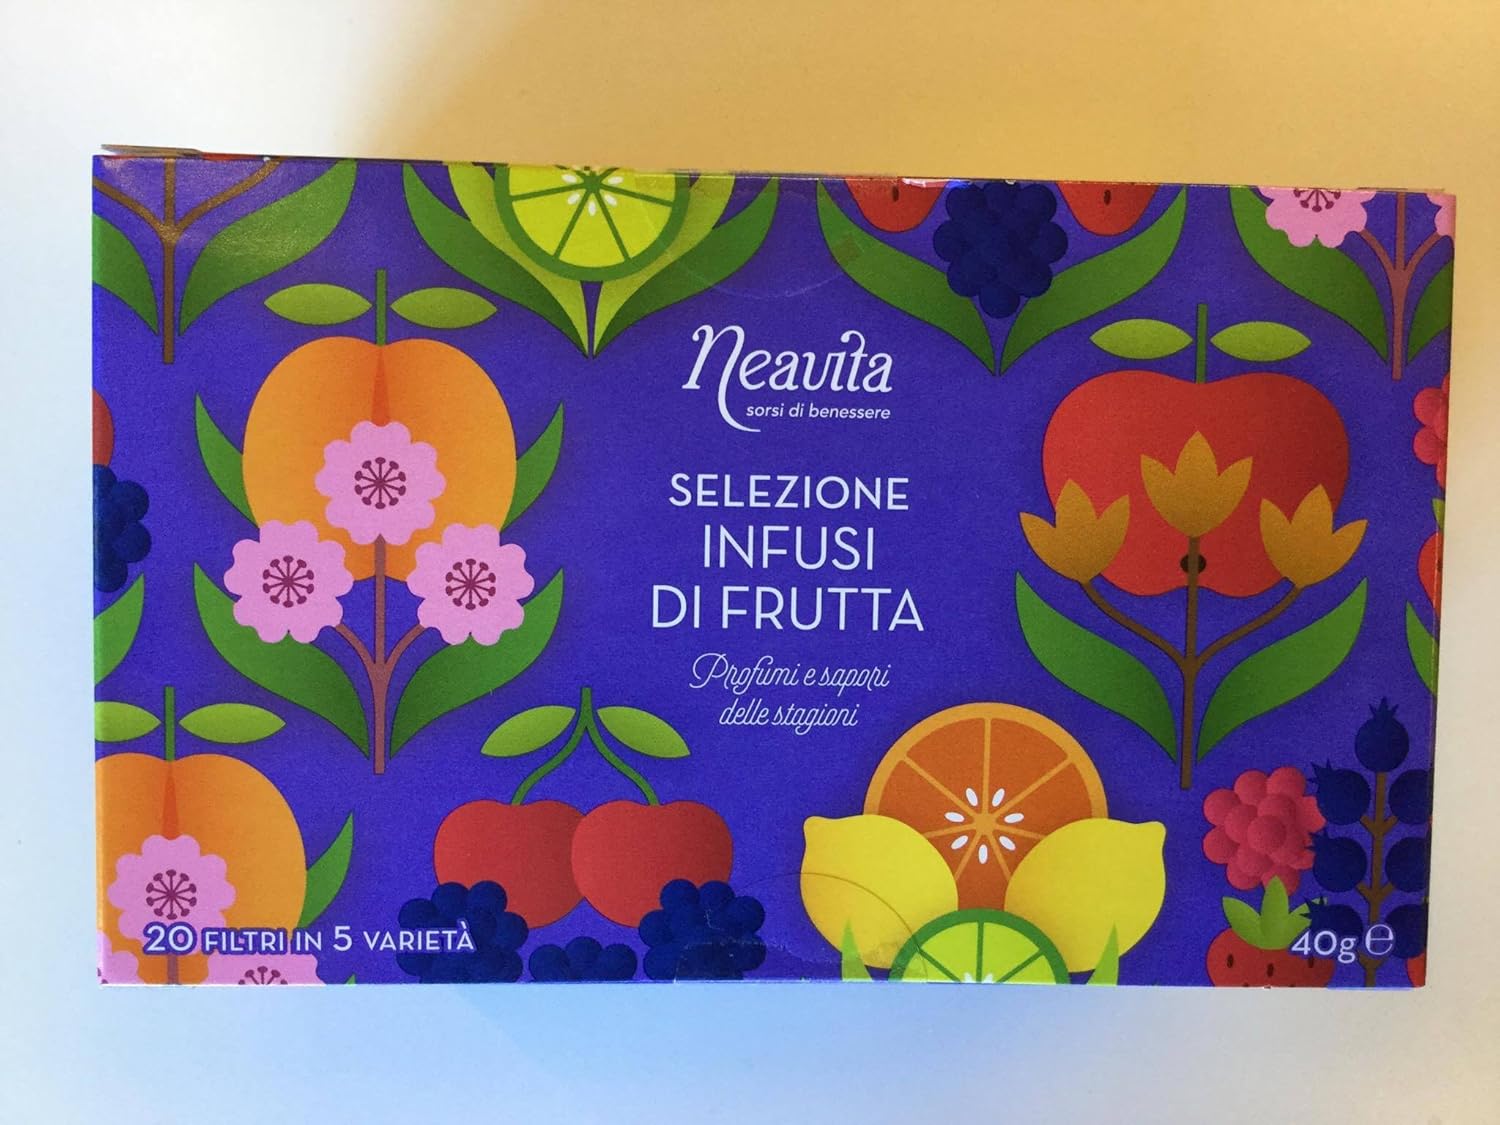 Neavita
sorsi di benessere
SELEZIONE
INFUSI
DI FRUTTA
Profumi e sapori
delle stagioni
20 FILTRI IN 5 VARIETÀ
40g ℮